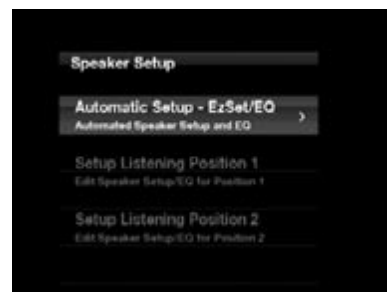 Speaker Setup
Automatic Setup - EzSet/EQ
Automated Speaker Setup and EQ
Setup Listening Position 1
Edit Speaker Setup/EQ for Position 1
Setup Listening Position 2
Edit Speaker Setup/EQ for Position 2